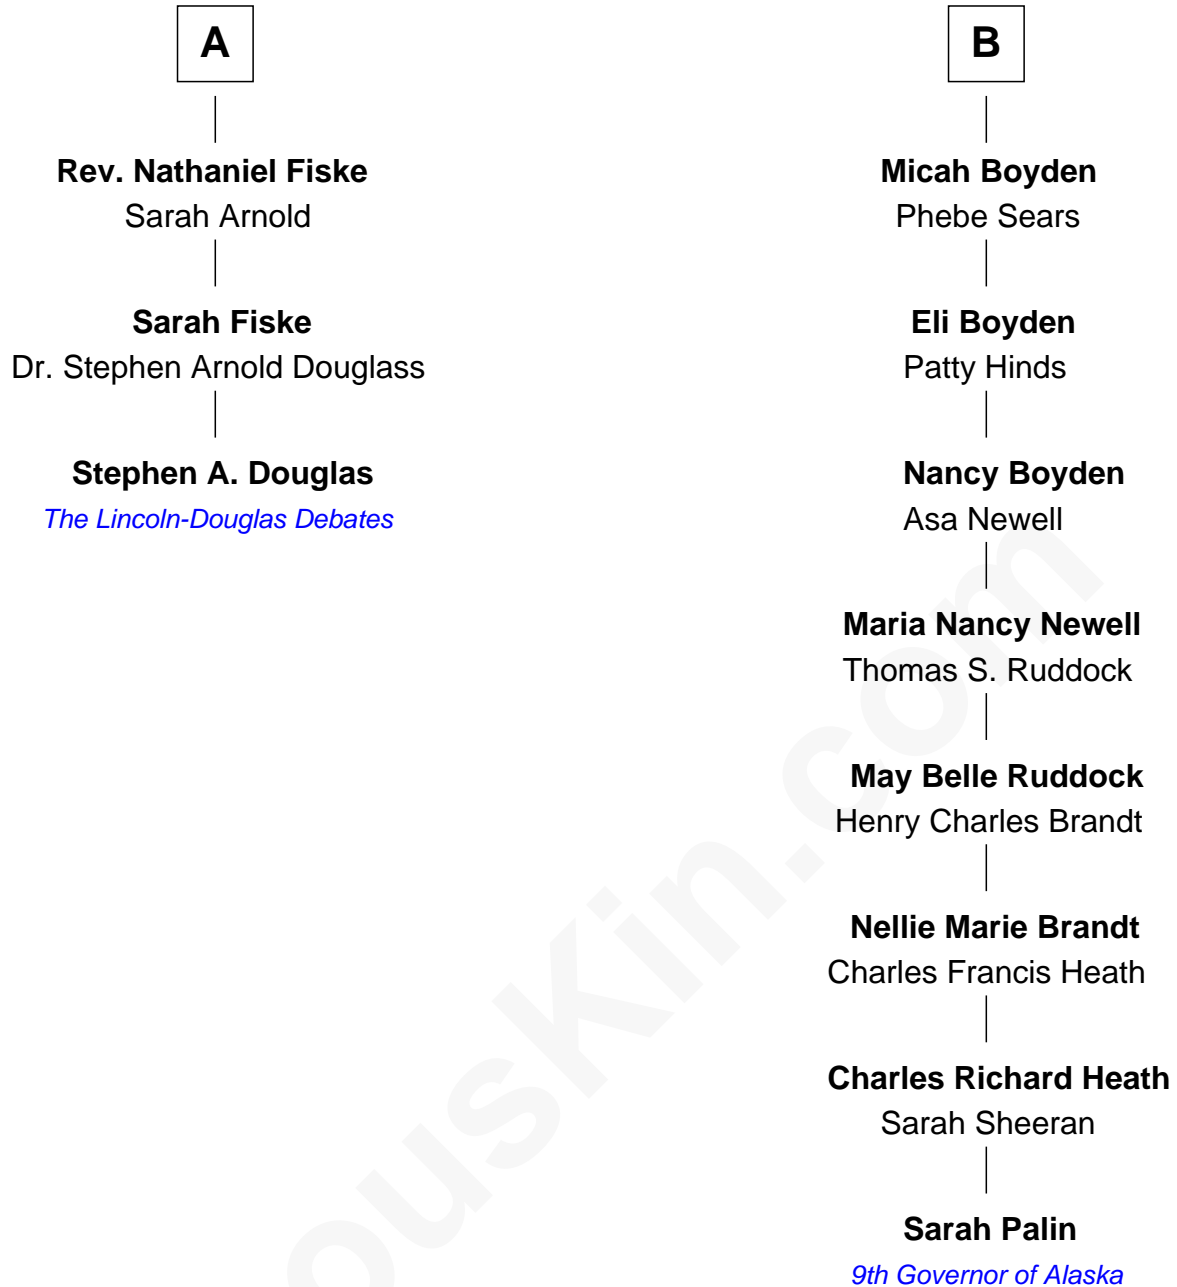 A
Rev. Nathaniel Fiske
Sarah Arnold
Sarah Fiske
Dr. Stephen Arnold Douglass
Stephen A. Douglas
The Lincoln-Douglas Debates
B
Micah Boyden
Phebe Sears
Eli Boyden
Patty Hinds
Nancy Boyden
Asa Newell
Maria Nancy Newell
Thomas S. Ruddock
May Belle Ruddock
Henry Charles Brandt
Nellie Marie Brandt
Charles Francis Heath
Charles Richard Heath
Sarah Sheeran
Sarah Palin
9th Governor of Alaska
ousKin.com